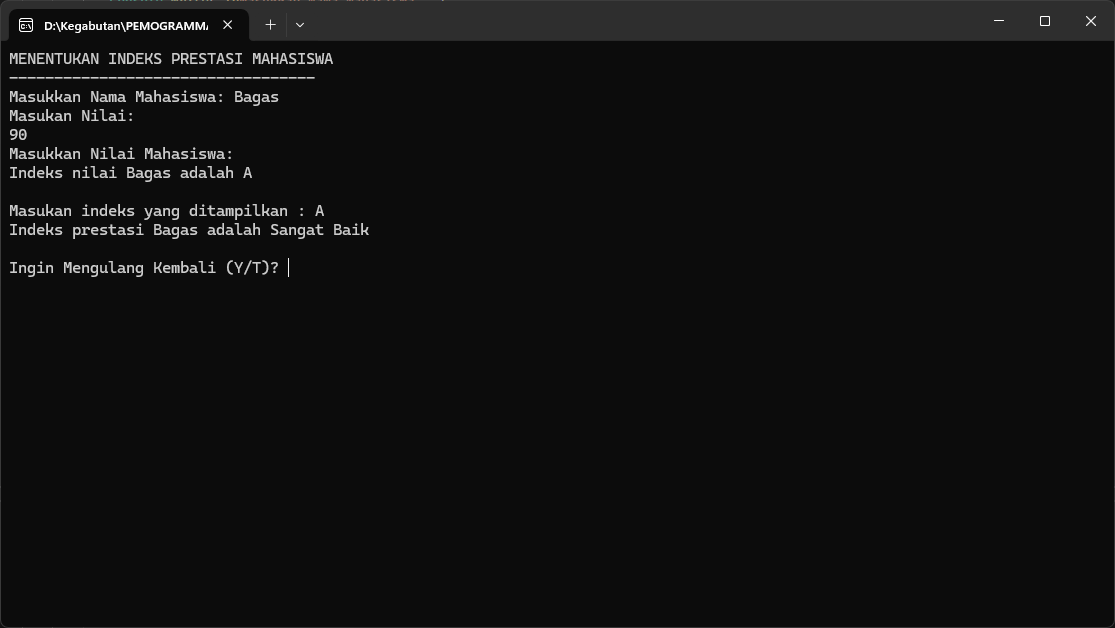 D:\Kegabutan\PEMOGRAMM
MENENTUKAN INDEKS PRESTASI MAHASISWA
----------------------------------
Masukkan Nama Mahasiswa: Bagas
Masukan Nilai:
90
Masukkan Nilai Mahasiswa:
Indeks nilai Bagas adalah A
Masukan indeks yang ditampilkan : A
Indeks prestasi Bagas adalah Sangat Baik
Ingin Mengulang Kembali (Y/T)?